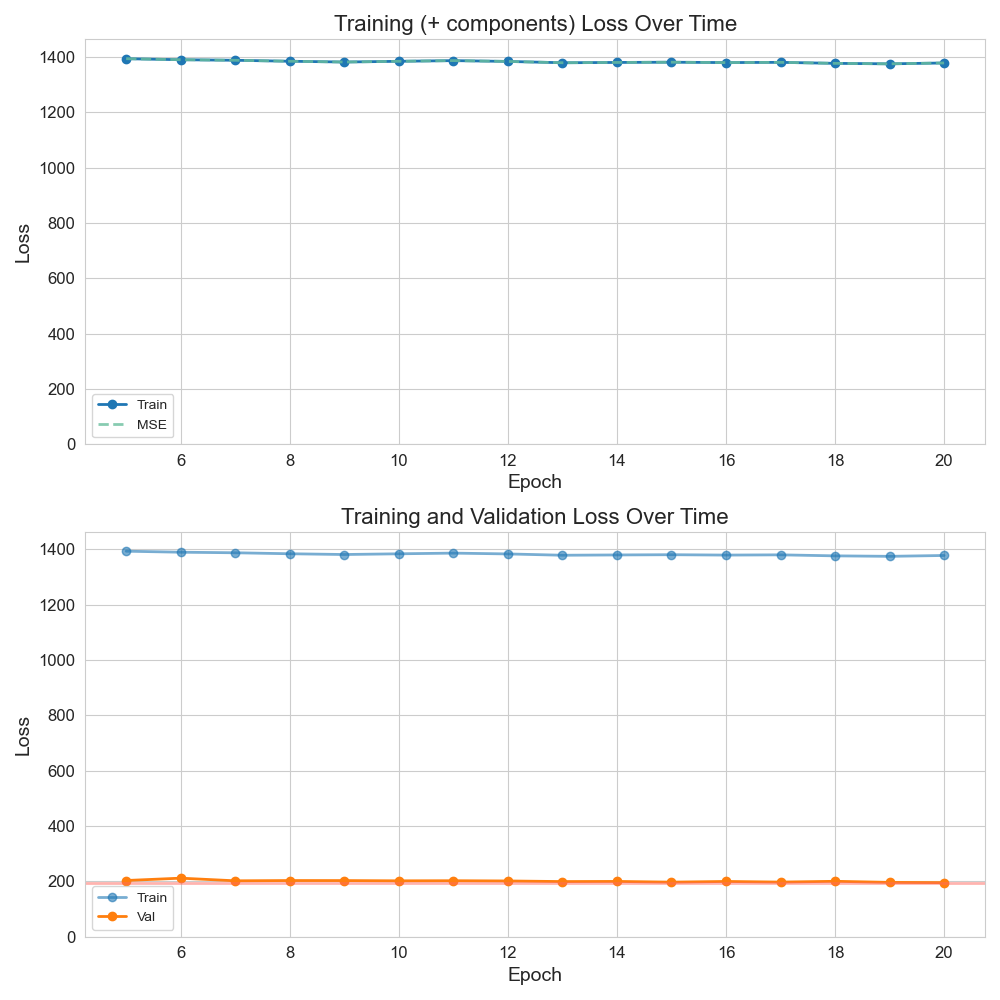 Training (+ components) Loss Over Time
1400
1200
1000
800
600
400
200
0
Loss
Train
MSE
6 8 10 12 14 16 18 20
Epoch
Training and Validation Loss Over Time
1400
1200
1000
800
600
400
200
0
Loss
Train
Val
6 8 10 12 14 16 18 20
Epoch